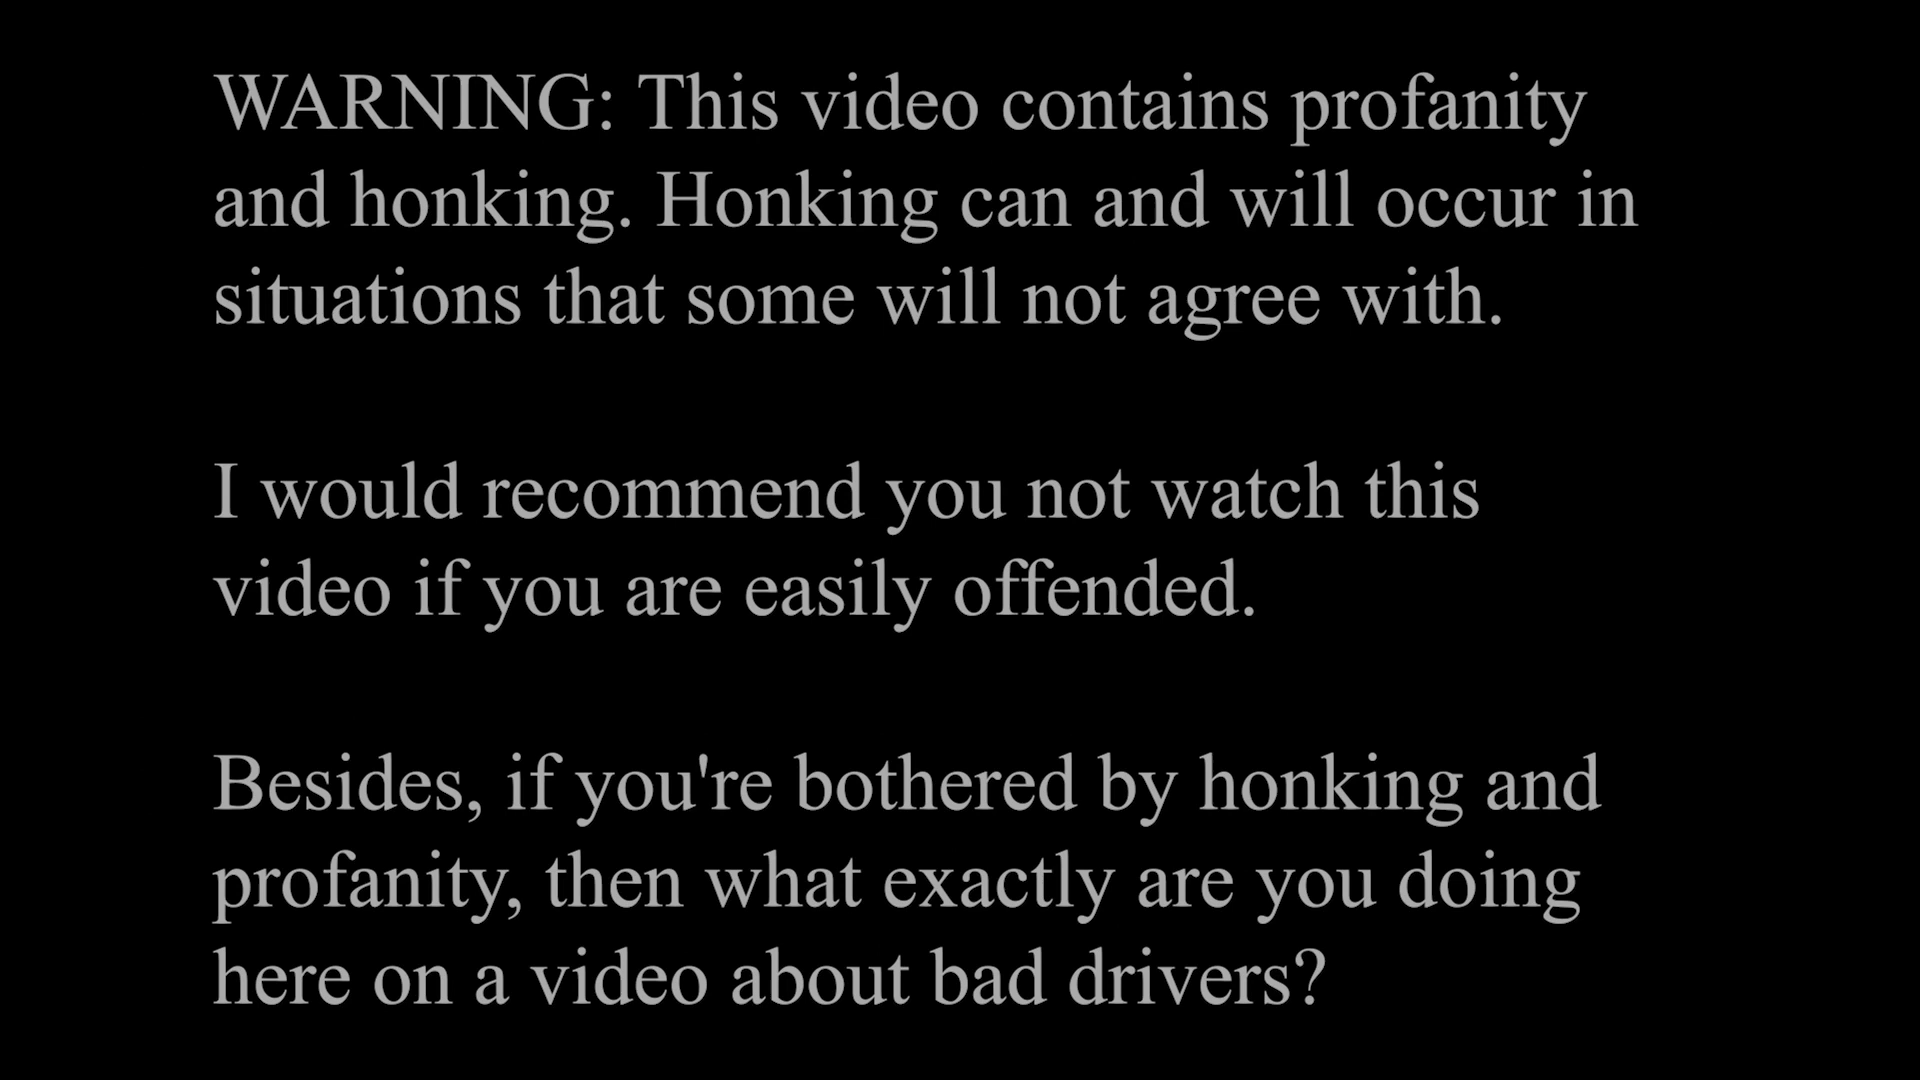 WARNING: This video contains profanity
and honking. Honking can and will occur in
situations that some will not agree with.
I would recommend you not watch this
video if you are easily offended.
Besides, if you're bothered by honking and
profanity, then what exactly are you doing
here on a video about bad drivers?